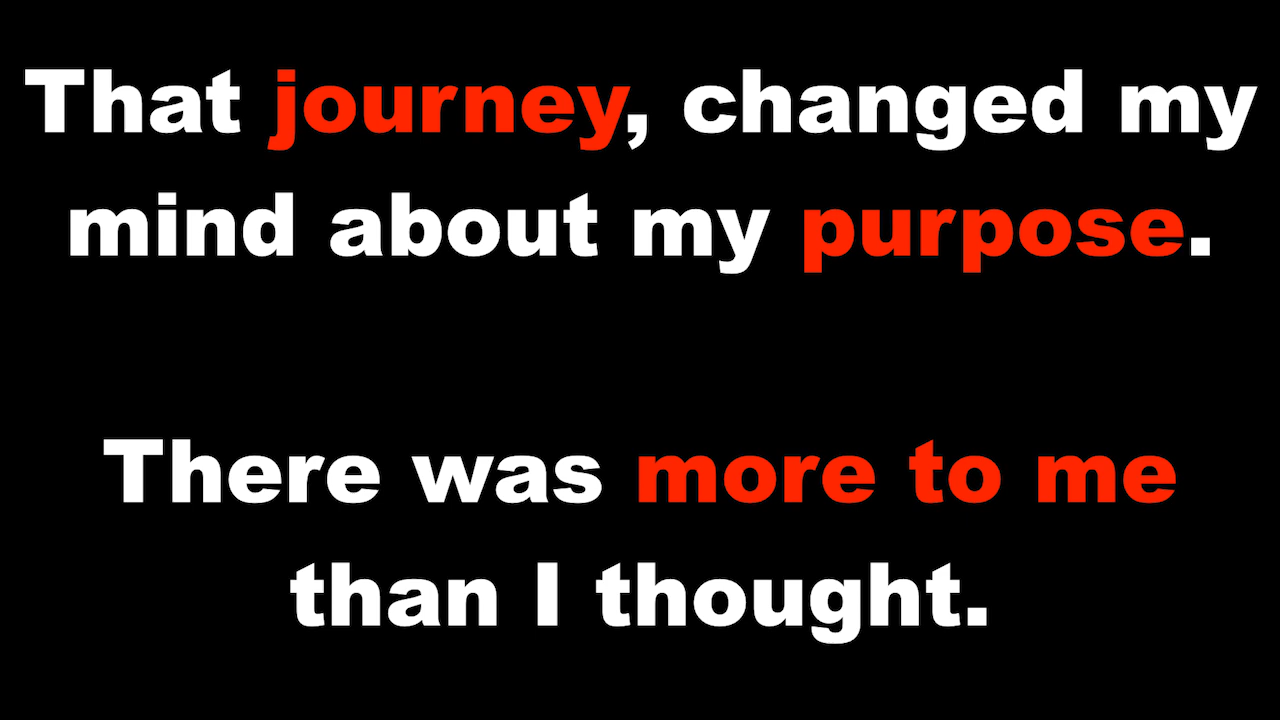 That journey, changed my
mind about my purpose.
There was more to me
than I thought.